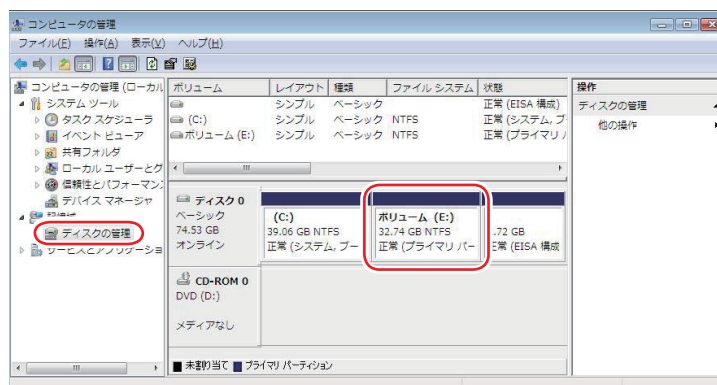 コンピュータの管理
ファイル(F) 操作(A) 表示(V) ヘルプ(H)
コンピュータの管理 (ローカル
システム ツール
タスク スケジューラ
イベント ビューア
共有フォルダ
ローカル ユーザーとグ
信頼性とパフォーマンス
デバイス マネージャ
ディスクの管理
サービスとアプリケーショ
ボリューム レイアウト 種類 ファイル システム 状態
シンプル ベーシック 正常 (EISA 構成)
(C:) シンプル ベーシック NTFS 正常 (システム, ブ
ボリューム (E:) シンプル ベーシック NTFS 正常 (プライマリ
ディスク 0
ベーシック
74.53 GB
オンライン
(C:)
39.06 GB NTFS
正常 (システム, ブー
ボリューム (E:)
32.74 GB NTFS
正常 (プライマリ パー
.72 GB
正常 (EISA 構成
CD-ROM 0
DVD (D:)
メディアなし
未割り当て プライマリ パーティション
操作
ディスクの管理
他の操作